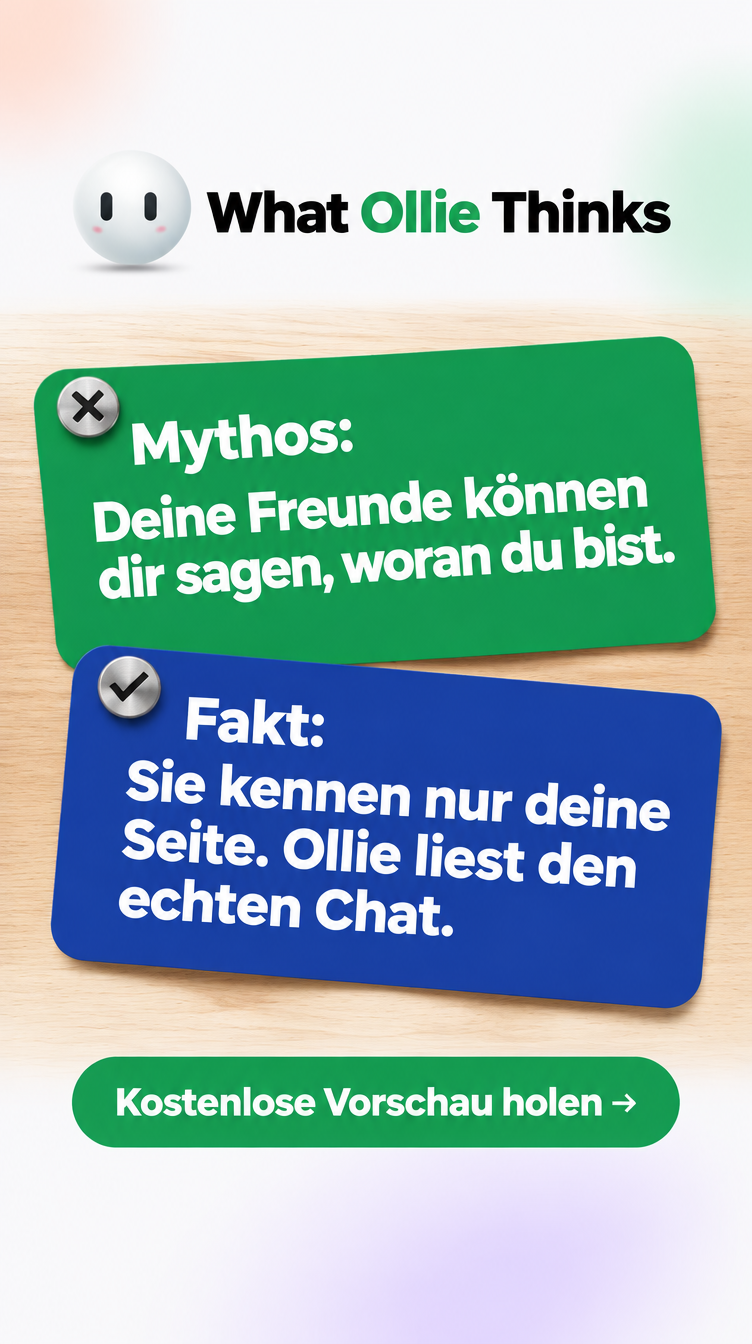 What Ollie Thinks
Mythos:
Deine Freunde können
dir sagen, woran du bist.
Fakt:
Sie kennen nur deine
Seite. Ollie liest den
echten Chat.
Kostenlose Vorschau holen →